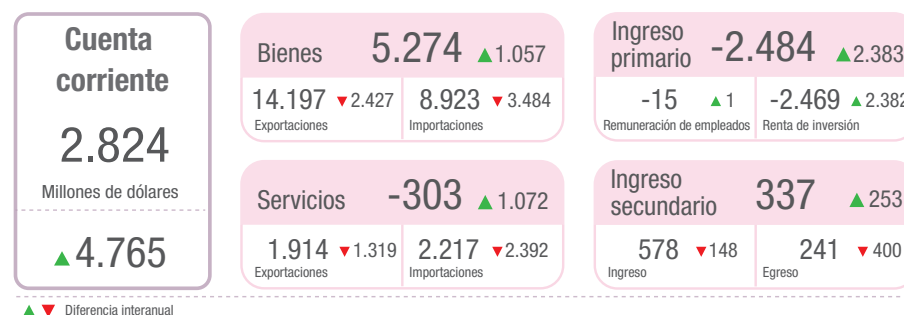 Cuenta
corriente
2.824
Millones de dólares
▲4.765
Bienes 5.274 ▲1.057
14.197 ▼2.427
Exportaciones
8.923 ▼3.484
Importaciones
Servicios -303 ▲1.072
1.914 ▼1.319
Exportaciones
2.217 ▼2.392
Importaciones
Ingreso
primario -2.484 ▲2.383
-15 ▲1
Remuneración de empleados
-2.469 ▲2.382
Renta de inversión
Ingreso
secundario 337 ▲253
578 ▼148
Ingreso
241 ▼400
Egreso
▲▼ Diferencia interanual